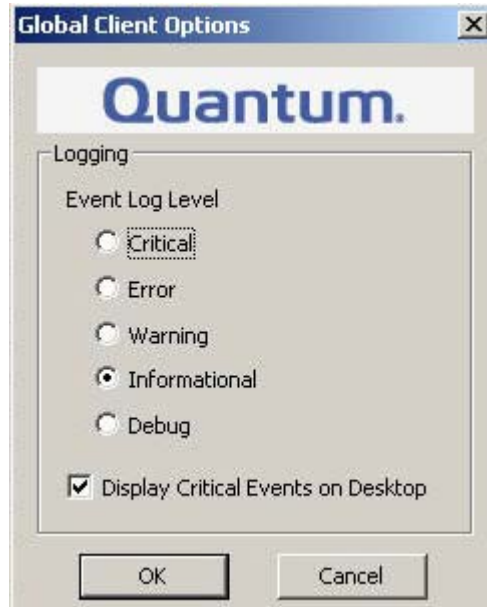 Global Client Options
Quantum.
Logging
Event Log Level
Critical
Error
Warning
Informational
Debug
Display Critical Events on Desktop
OK Cancel